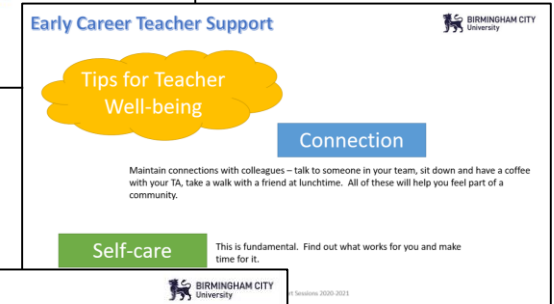 Early Career Teacher Support
BIRMINGHAM CITY
University
Tips for Teacher
Well-being
Connection
Maintain connections with colleagues – talk to someone in your team, sit down and have a coffee
with your TA, take a walk with a friend at lunchtime. All of these will help you feel part of a
community.
Self-care
This is fundamental. Find out what works for you and make
time for it.
BIRMINGHAM CITY
University
Sessions 2020-2021